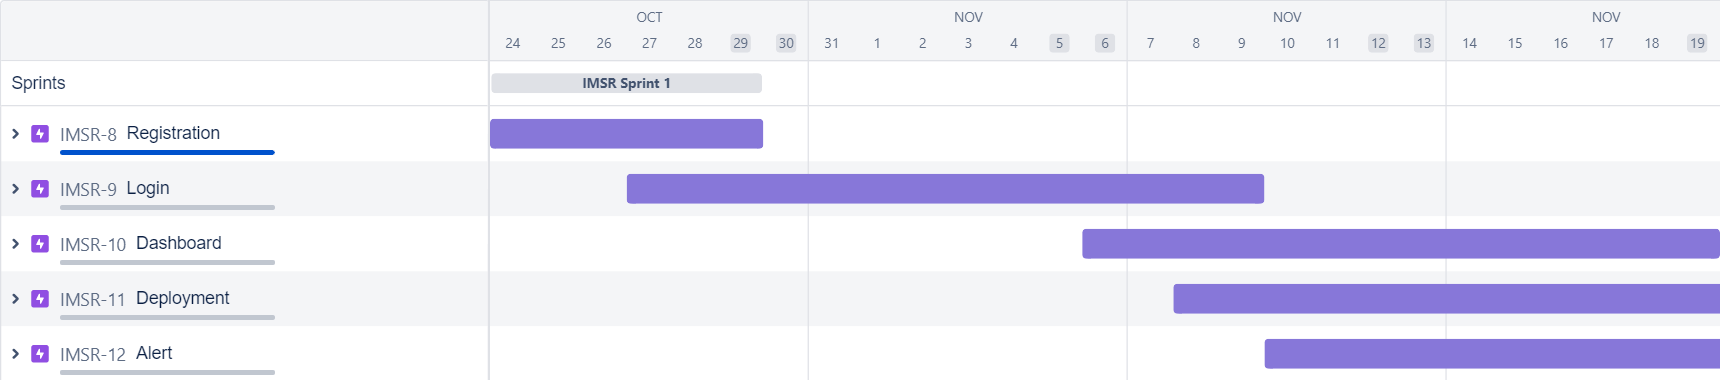 OCT NOV NOV NOV
24 25 26 27 28 29 30 31 1 2 3 4 5 6 7 8 9 10 11 12 13 14 15 16 17 18 19
Sprints IMSR Sprint 1
IMSR-8 Registration
IMSR-9 Login
IMSR-10 Dashboard
IMSR-11 Deployment
IMSR-12 Alert